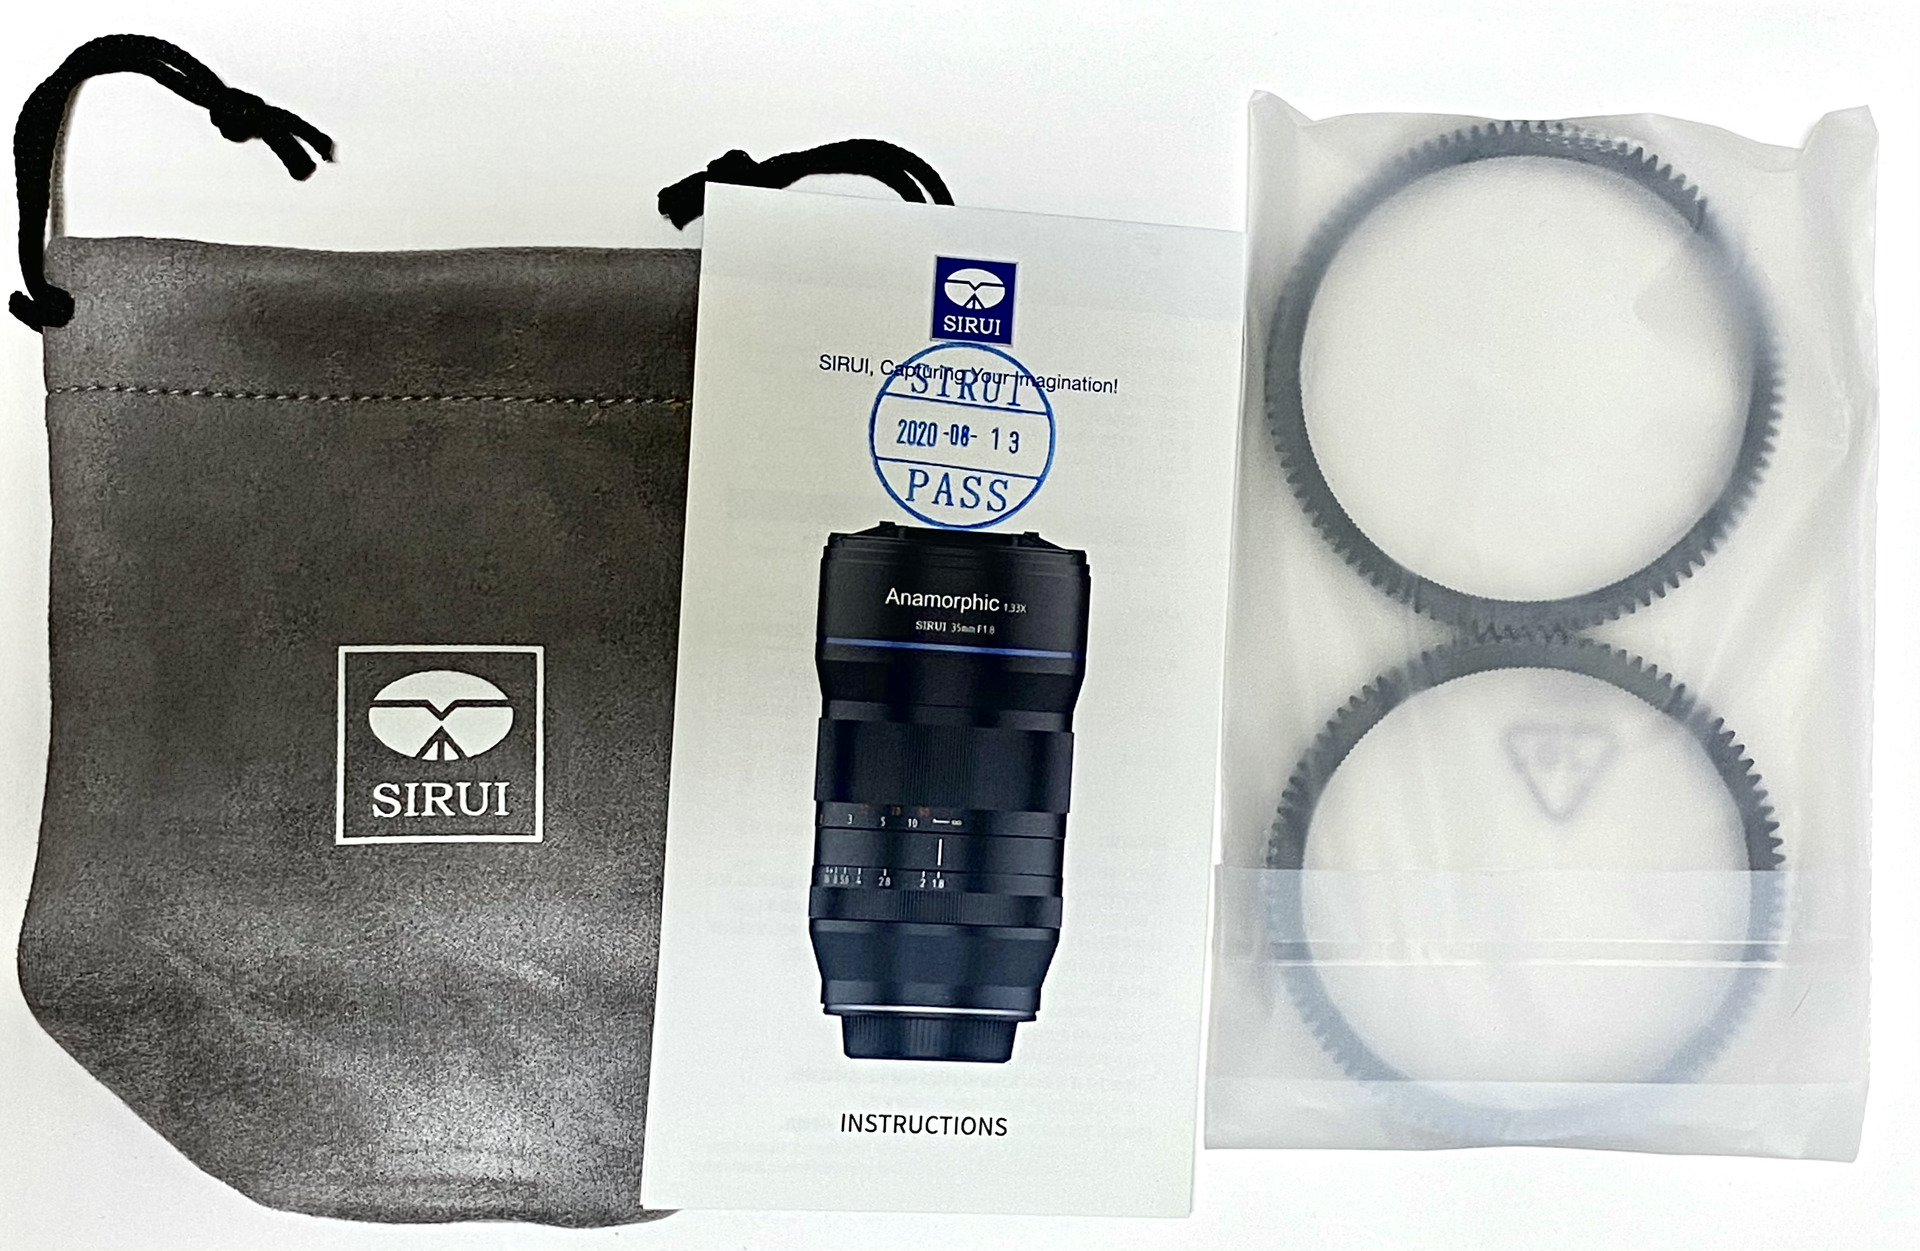 SIRUI
SIRUI
SIRUI, Capturing Your Imagination!
SIRUI
2020-08-13
PASS
Anamorphic 1.33X
SIRUI 35mm F1.8
3 5 10 ∞
4 2.8 2 1.8
INSTRUCTIONS